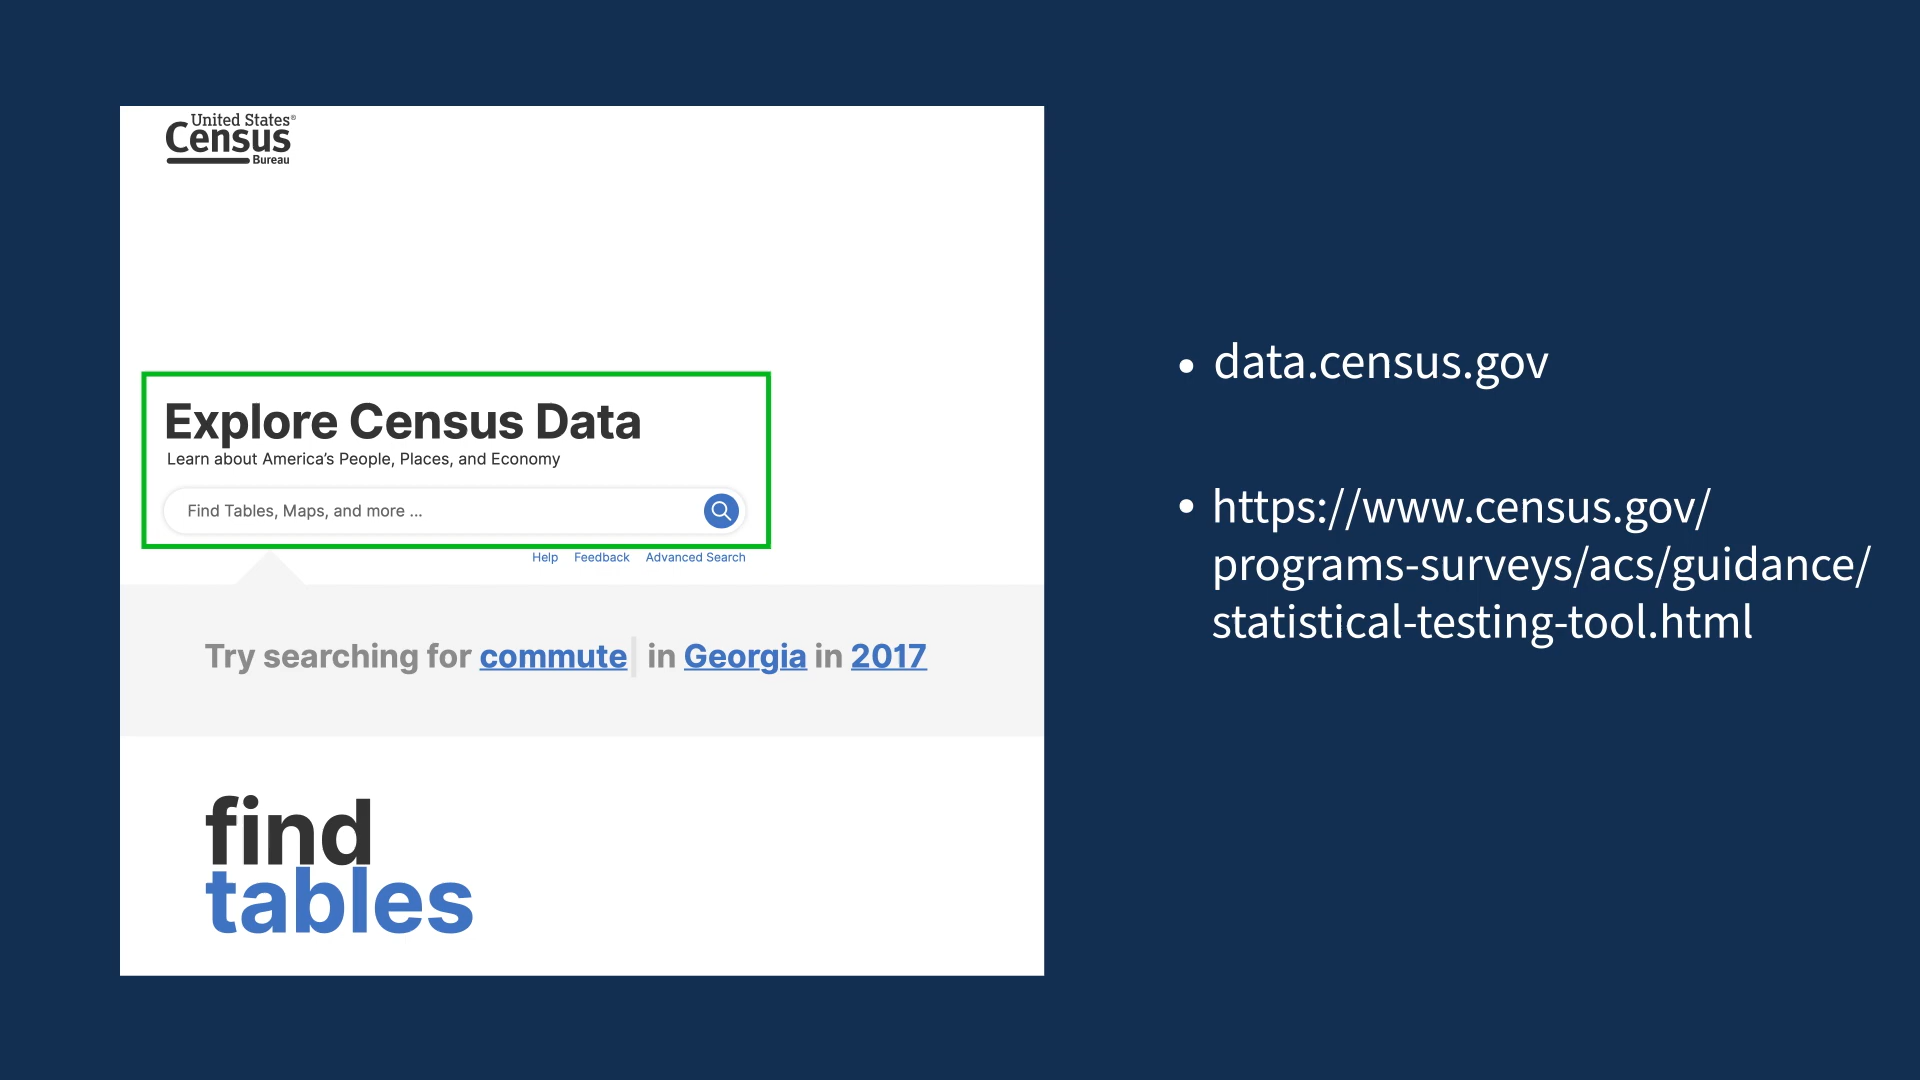 United States®
Census
Bureau
Explore Census Data
Learn about America's People, Places, and Economy
Find Tables, Maps, and more ...
Help Feedback Advanced Search
Try searching for commute in Georgia in 2017
find
tables
• data.census.gov
• https://www.census.gov/
programs-surveys/acs/guidance/
statistical-testing-tool.html